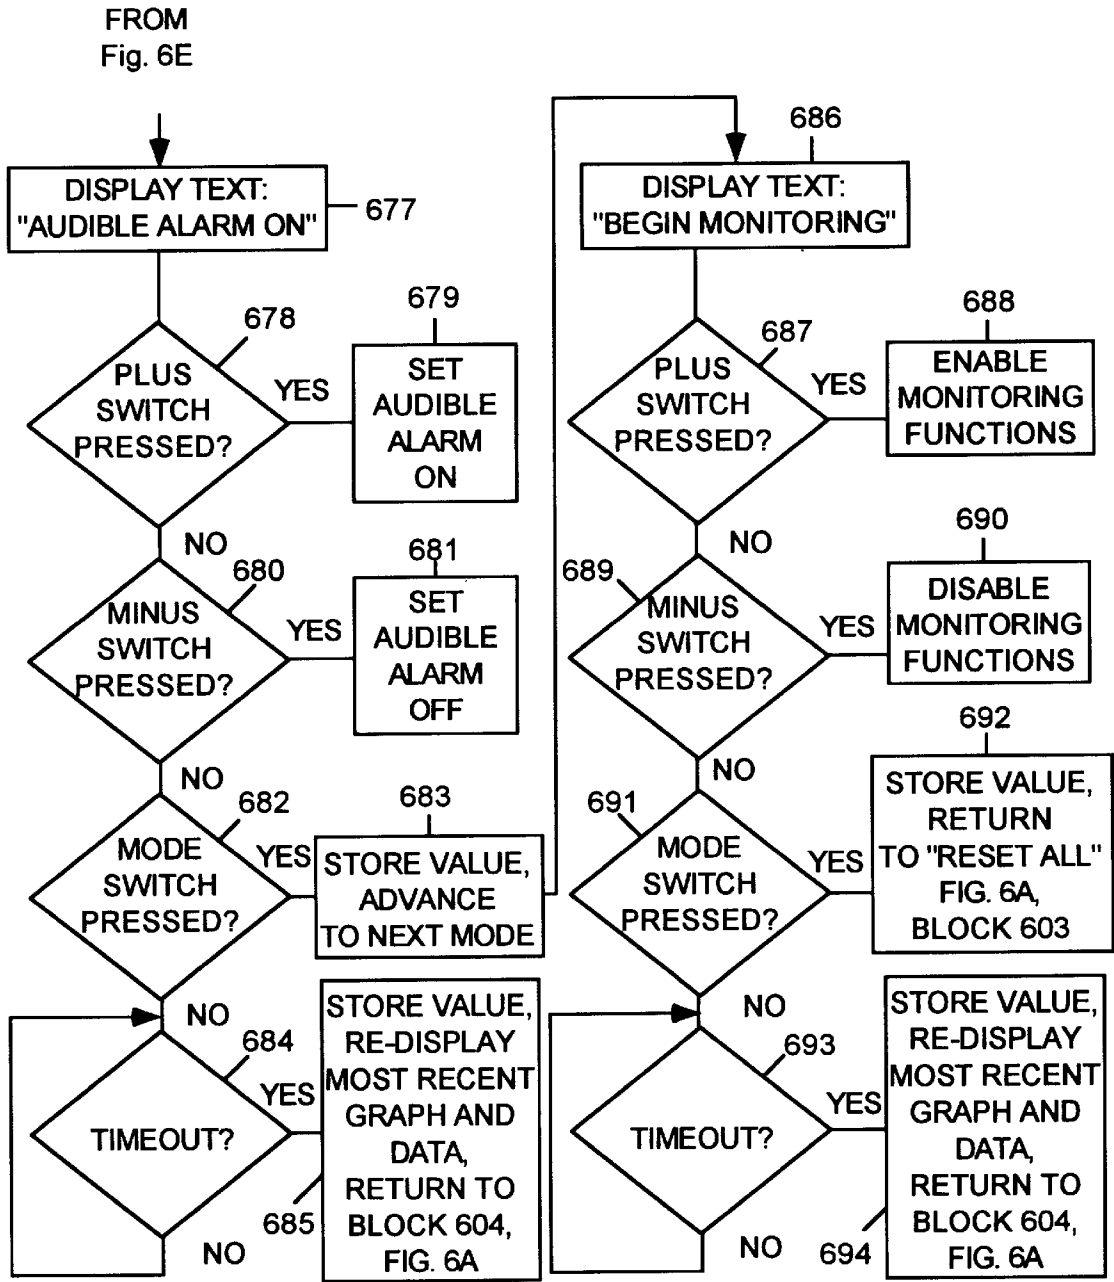 FROM
Fig. 6E
DISPLAY TEXT:
"AUDIBLE ALARM ON"
677
678
PLUS
SWITCH
PRESSED?
YES
679
SET
AUDIBLE
ALARM
ON
NO
680
MINUS
SWITCH
PRESSED?
YES
681
SET
AUDIBLE
ALARM
OFF
NO
682
MODE
SWITCH
PRESSED?
YES
683
STORE VALUE,
ADVANCE
TO NEXT MODE
NO
684
TIMEOUT?
YES
STORE VALUE,
RE-DISPLAY
MOST RECENT
GRAPH AND
DATA,
RETURN TO
BLOCK 604,
FIG. 6A
685
NO
686
DISPLAY TEXT:
"BEGIN MONITORING"
687
PLUS
SWITCH
PRESSED?
YES
688
ENABLE
MONITORING
FUNCTIONS
NO
689
MINUS
SWITCH
PRESSED?
YES
690
DISABLE
MONITORING
FUNCTIONS
NO
691
MODE
SWITCH
PRESSED?
YES
692
STORE VALUE,
RETURN
TO "RESET ALL"
FIG. 6A,
BLOCK 603
NO
693
TIMEOUT?
YES
STORE VALUE,
RE-DISPLAY
MOST RECENT
GRAPH AND
DATA,
RETURN TO
BLOCK 604,
FIG. 6A
694
NO